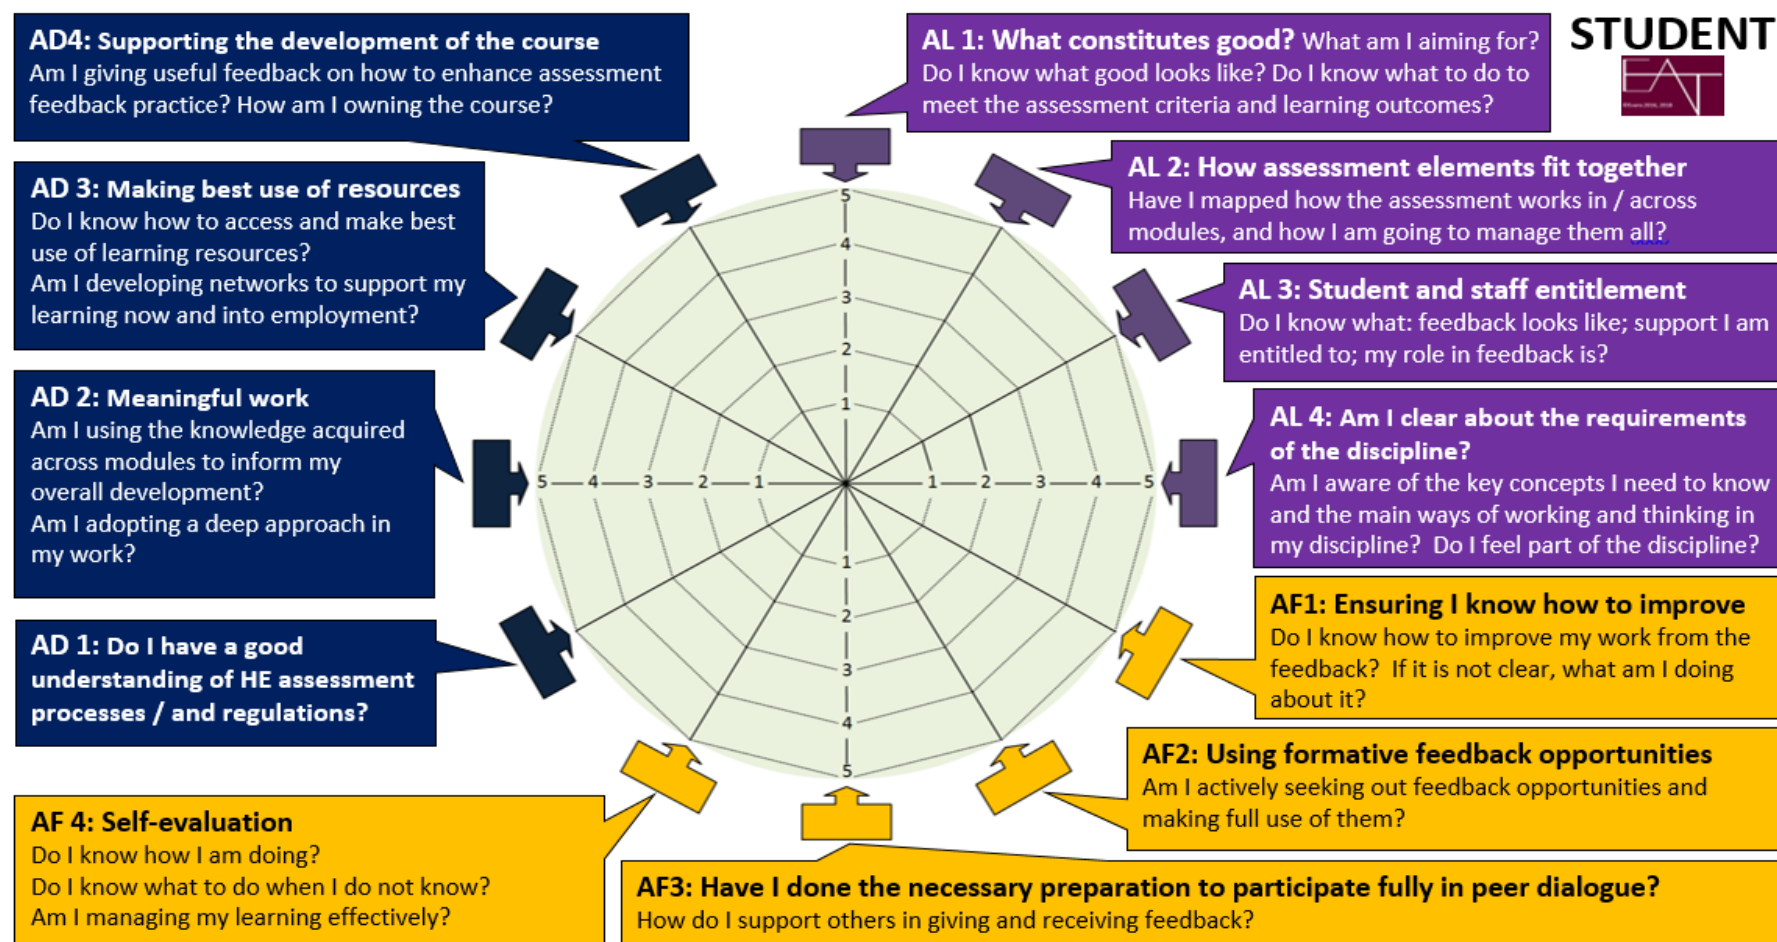 AD4: Supporting the development of the course
Am I giving useful feedback on how to enhance assessment
feedback practice? How am I owning the course?
AL 1: What constitutes good? What am I aiming for?
Do I know what good looks like? Do I know what to do to
meet the assessment criteria and learning outcomes?
STUDENT
EAT
AL 2: How assessment elements fit together
Have I mapped how the assessment works in / across
modules, and how I am going to manage them all?
AD 3: Making best use of resources
Do I know how to access and make best
use of learning resources?
Am I developing networks to support my
learning now and into employment?
AL 3: Student and staff entitlement
Do I know what: feedback looks like; support I am
entitled to; my role in feedback is?
AD 2: Meaningful work
Am I using the knowledge acquired
across modules to inform my
overall development?
Am I adopting a deep approach in
my work?
AL 4: Am I clear about the requirements
of the discipline?
Am I aware of the key concepts I need to know
and the main ways of working and thinking in
my discipline? Do I feel part of the discipline?
5
4
3
2
1
5 4 3 2 1 1 2 3 4 5
1
2
3
4
5
AD 1: Do I have a good
understanding of HE assessment
processes / and regulations?
AF1: Ensuring I know how to improve
Do I know how to improve my work from the
feedback? If it is not clear, what am I doing
about it?
AF2: Using formative feedback opportunities
Am I actively seeking out feedback opportunities and
making full use of them?
AF 4: Self-evaluation
Do I know how I am doing?
Do I know what to do when I do not know?
Am I managing my learning effectively?
AF3: Have I done the necessary preparation to participate fully in peer dialogue?
How do I support others in giving and receiving feedback?